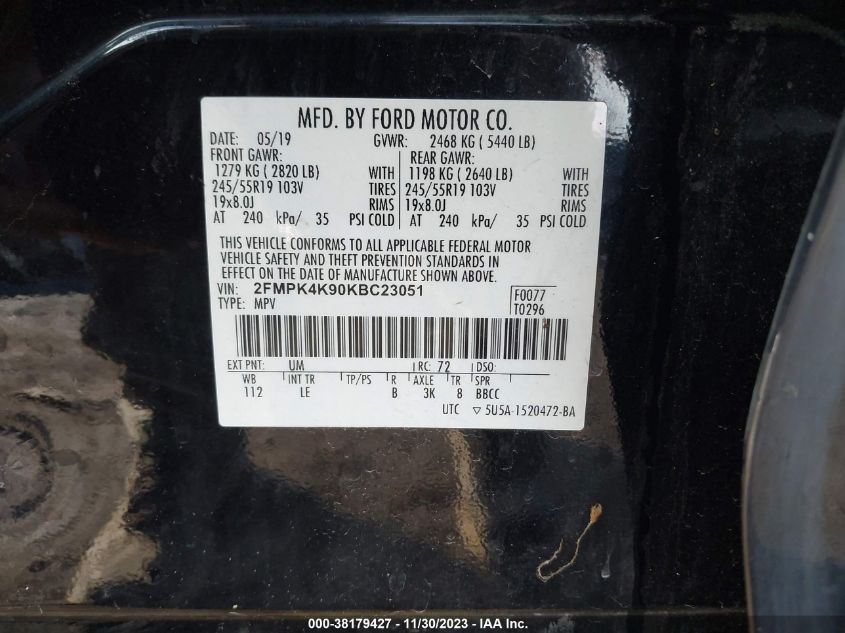 MFD. BY FORD MOTOR CO.
DATE: 05/19 GVWR: 2468 KG ( 5440 LB)
FRONT GAWR: REAR GAWR:
1279 KG ( 2820 LB) WITH 1198 KG ( 2640 LB) WITH
245/55R19 103V TIRES 245/55R19 103V TIRES
19x8.0J RIMS 19x8.0J RIMS
AT 240 kPa/ 35 PSI COLD AT 240 kPa/ 35 PSI COLD
THIS VEHICLE CONFORMS TO ALL APPLICABLE FEDERAL MOTOR
VEHICLE SAFETY AND THEFT PREVENTION STANDARDS IN
EFFECT ON THE DATE OF MANUFACTURE SHOWN ABOVE.
VIN: 2FMPK4K90KBC23051 F0077
TYPE: MPV T0296
EXT PNT: UM RC: 72 DSO:
WB INT TR TP/PS R AXLE TR SPR
112 LE B 3K 8 BBCC
UTC ▽ 5U5A-1520472-BA
000-38179427 - 11/30/2023 - IAA Inc.